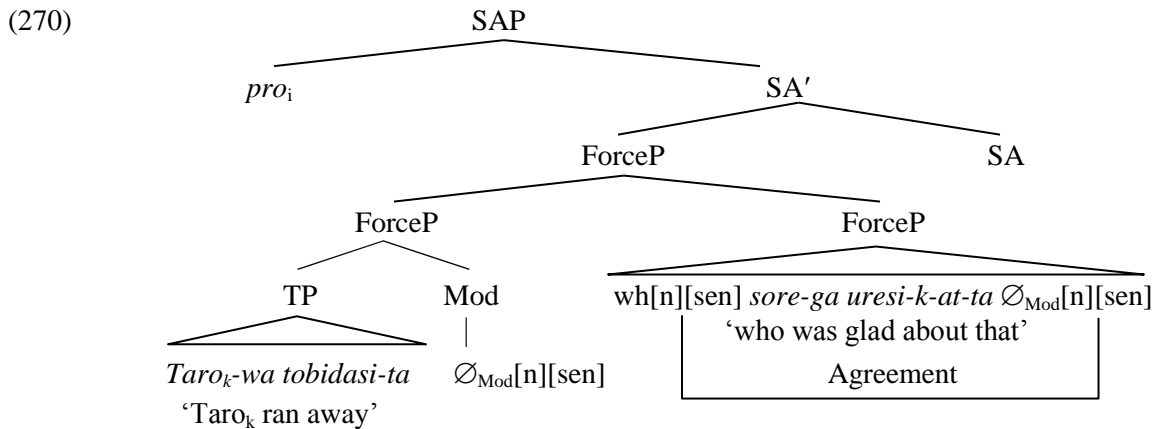 (270) SAP
proᵢ SA′
ForceP SA
ForceP ForceP
TP Mod wh[n][sen] sore-ga uresi-k-at-ta ∅Mod[n][sen]
‘who was glad about that’
Taroₖ-wa tobidasi-ta ∅Mod[n][sen] Agreement
‘Taroₖ ran away’